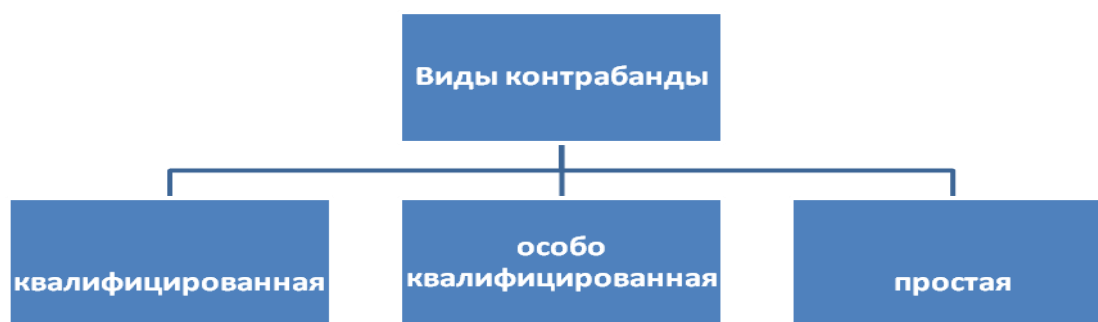 Виды контрабанды
квалифицированная
особо
квалифицированная
простая